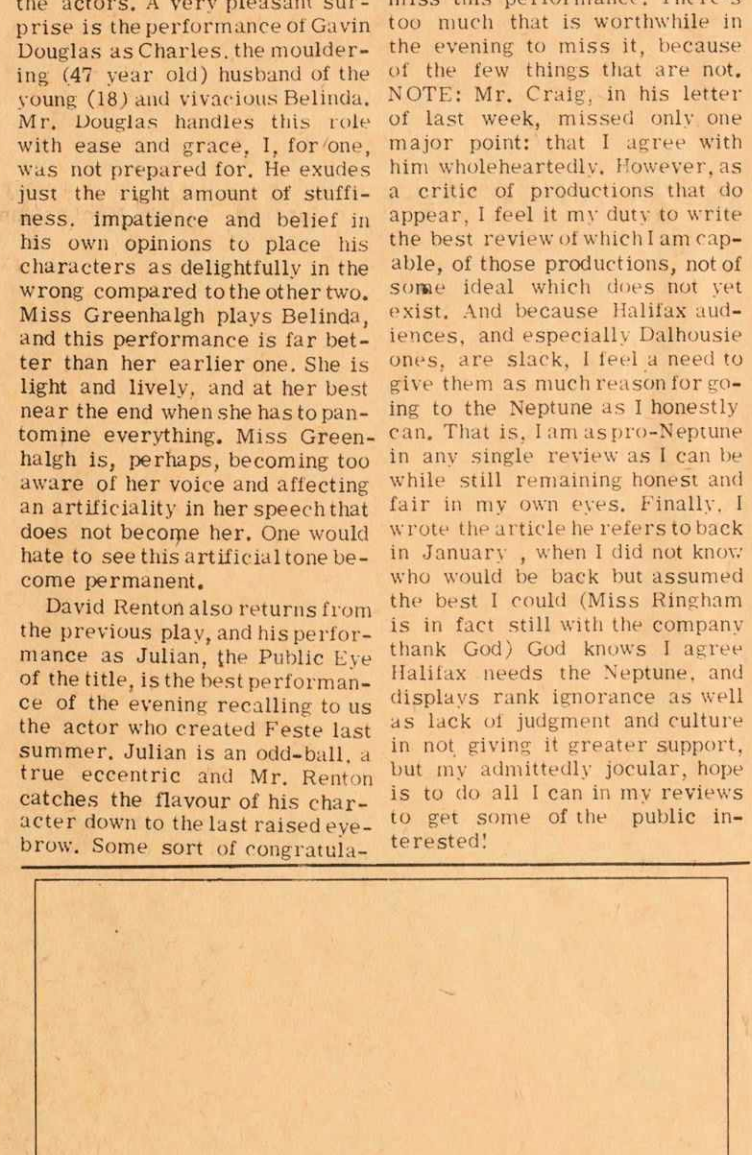 the actors. A very pleasant sur-
prise is the performance of Gavin
Douglas as Charles, the moulder-
ing (47 year old) husband of the
young (18) and vivacious Belinda.
Mr. Douglas handles this role
with ease and grace, I, for one,
was not prepared for. He exudes
just the right amount of stuffi-
ness, impatience and belief in
his own opinions to place his
characters as delightfully in the
wrong compared to the other two.
Miss Greenhalgh plays Belinda,
and this performance is far bet-
ter than her earlier one. She is
light and lively, and at her best
near the end when she has to pan-
tomine everything. Miss Green-
halgh is, perhaps, becoming too
aware of her voice and affecting
an artificiality in her speech that
does not become her. One would
hate to see this artificial tone be-
come permanent.
David Renton also returns from
the previous play, and his perfor-
mance as Julian, the Public Eye
of the title, is the best performan-
ce of the evening recalling to us
the actor who created Feste last
summer. Julian is an odd-ball, a
true eccentric and Mr. Renton
catches the flavour of his char-
acter down to the last raised eye-
brow. Some sort of congratula-
miss this performance. There's
too much that is worthwhile in
the evening to miss it, because
of the few things that are not.
NOTE: Mr. Craig, in his letter
of last week, missed only one
major point: that I agree with
him wholeheartedly. However, as
a critic of productions that do
appear, I feel it my duty to write
the best review of which I am cap-
able, of those productions, not of
some ideal which does not yet
exist. And because Halifax aud-
iences, and especially Dalhousie
ones, are slack, I feel a need to
give them as much reason for go-
ing to the Neptune as I honestly
can. That is, I am as pro-Neptune
in any single review as I can be
while still remaining honest and
fair in my own eyes. Finally, I
wrote the article he refers to back
in January , when I did not know
who would be back but assumed
the best I could (Miss Ringham
is in fact still with the company
thank God) God knows I agree
Halifax needs the Neptune, and
displays rank ignorance as well
as lack of judgment and culture
in not giving it greater support,
but my admittedly jocular, hope
is to do all I can in my reviews
to get some of the public in-
terested!